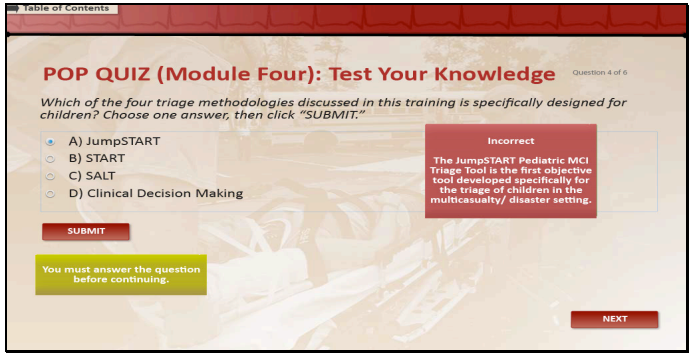 Table of Contents
POP QUIZ (Module Four): Test Your Knowledge
Question 4 of 6
Which of the four triage methodologies discussed in this training is specifically designed for
children? Choose one answer, then click “SUBMIT.”
A) JumpSTART
B) START
C) SALT
D) Clinical Decision Making
Incorrect
The JumpSTART Pediatric MCI
Triage Tool is the first objective
tool developed specifically for
the triage of children in the
multicasualty/ disaster setting.
SUBMIT
You must answer the question
before continuing.
NEXT